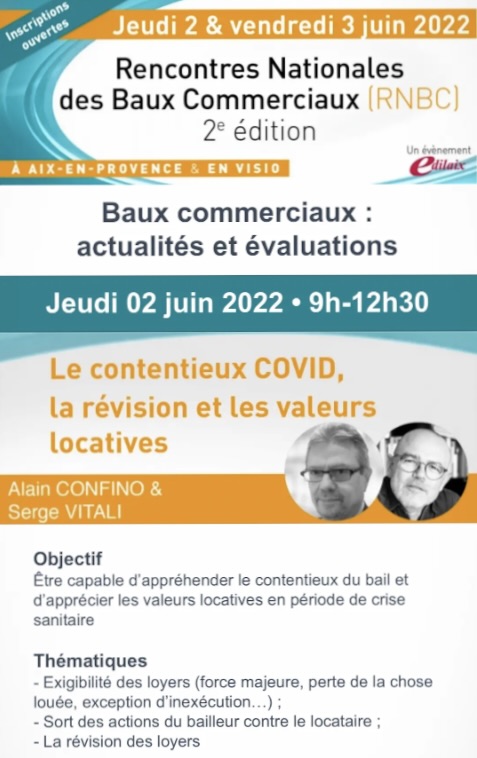 Inscriptions
ouvertes
Jeudi 2 & vendredi 3 juin 2022
Rencontres Nationales
des Baux Commerciaux (RNBC)
2e édition
À AIX-EN-PROVENCE & EN VISIO
Un évènement
edilaix
Baux commerciaux :
actualités et évaluations
Jeudi 02 juin 2022 • 9h-12h30
Le contentieux COVID,
la révision et les valeurs
locatives
Alain CONFINO &
Serge VITALI
Objectif
Être capable d'appréhender le contentieux du bail et
d'apprécier les valeurs locatives en période de crise
sanitaire
Thématiques
- Exigibilité des loyers (force majeure, perte de la chose
louée, exception d'inexécution…) ;
- Sort des actions du bailleur contre le locataire ;
- La révision des loyers